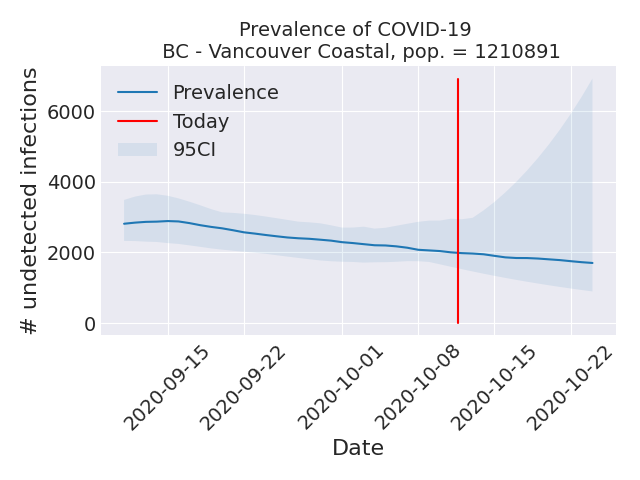 Prevalence of COVID-19
BC - Vancouver Coastal, pop. = 1210891
# undetected infections
6000
4000
2000
0
Prevalence
Today
95CI
2020-09-15
2020-09-22
2020-10-01
2020-10-08
2020-10-15
2020-10-22
Date